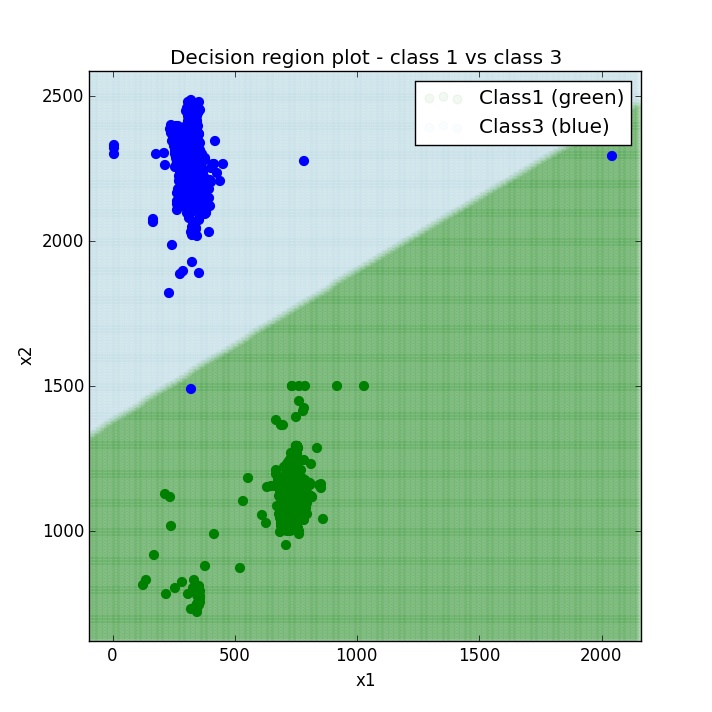 Decision region plot - class 1 vs class 3
Class1 (green)
Class3 (blue)
2500
2000
1500
1000
x2
0 500 1000 1500 2000
x1